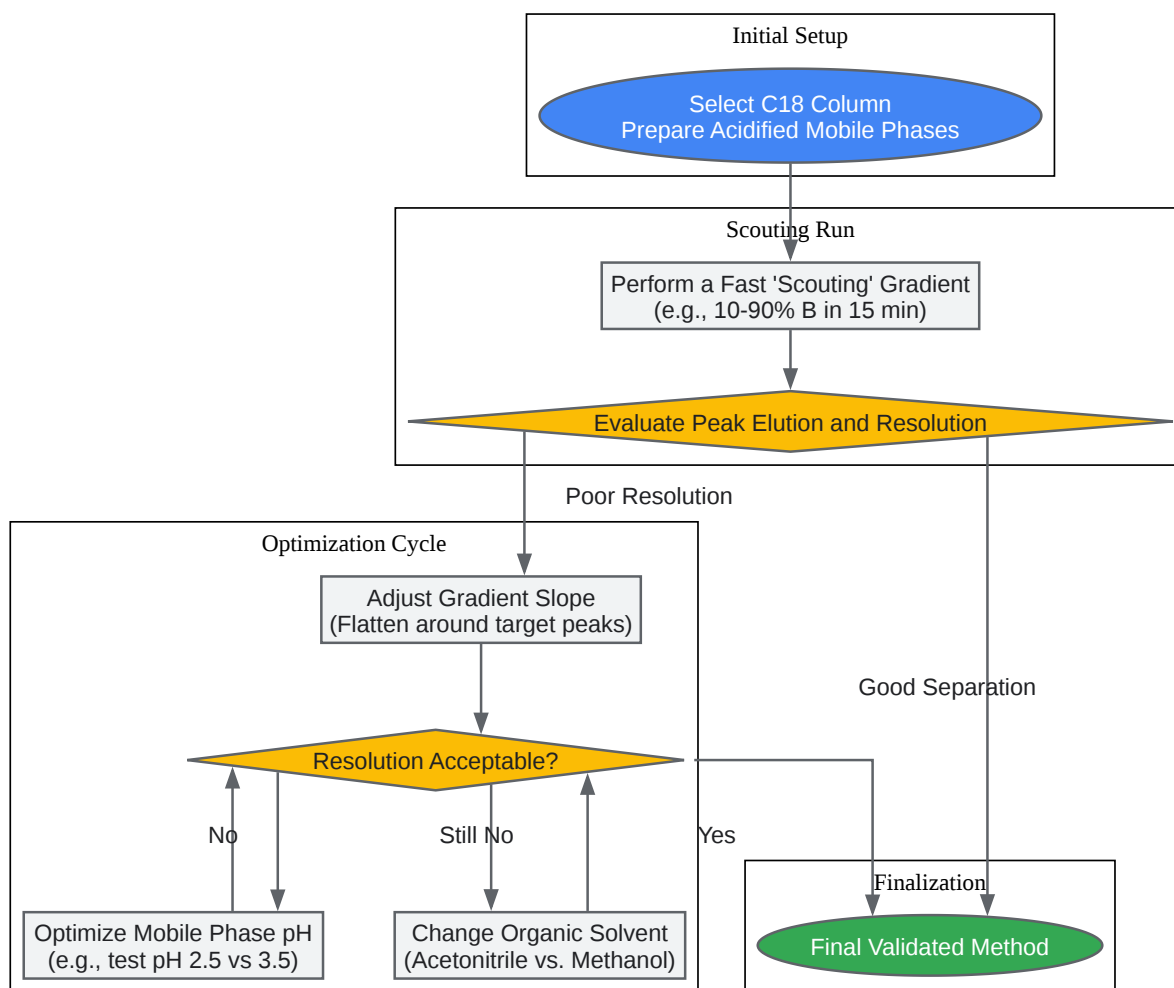 Initial Setup
Select C18 Column
Prepare Acidified Mobile Phases
Scouting Run
Perform a Fast 'Scouting' Gradient
(e.g., 10-90% B in 15 min)
Evaluate Peak Elution and Resolution
Poor Resolution
Optimization Cycle
Adjust Gradient Slope
(Flatten around target peaks)
Good Separation
Resolution Acceptable?
No
Still No
Yes
Optimize Mobile Phase pH
(e.g., test pH 2.5 vs 3.5)
Change Organic Solvent
(Acetonitrile vs. Methanol)
Finalization
Final Validated Method